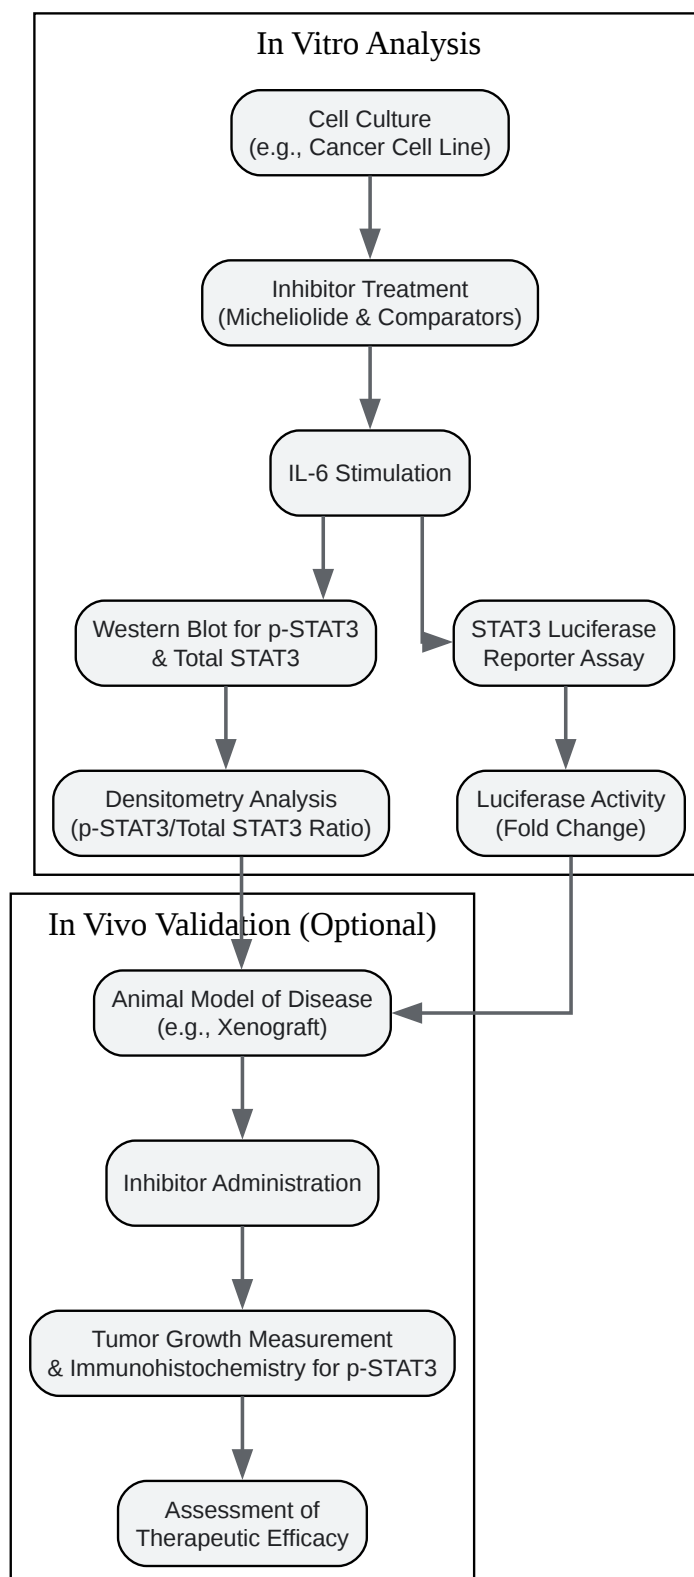 In Vitro Analysis
Cell Culture
(e.g., Cancer Cell Line)
Inhibitor Treatment
(Micheliolide & Comparators)
IL-6 Stimulation
Western Blot for p-STAT3
& Total STAT3
STAT3 Luciferase
Reporter Assay
Densitometry Analysis
(p-STAT3/Total STAT3 Ratio)
Luciferase Activity
(Fold Change)
In Vivo Validation (Optional)
Animal Model of Disease
(e.g., Xenograft)
Inhibitor Administration
Tumor Growth Measurement
& Immunohistochemistry for p-STAT3
Assessment of
Therapeutic Efficacy